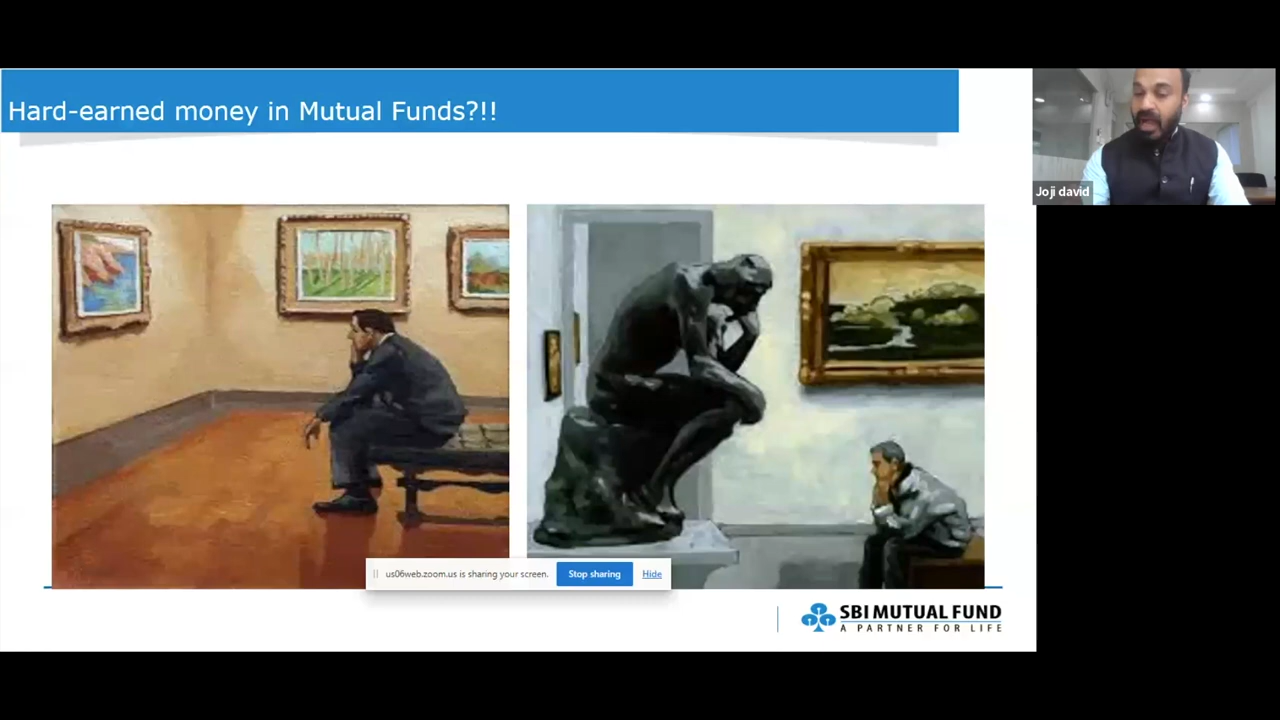 Hard-earned money in Mutual Funds?!!
Joji david
us06web.zoom.us is sharing your screen. Stop sharing Hide
SBI MUTUAL FUND
A PARTNER FOR LIFE